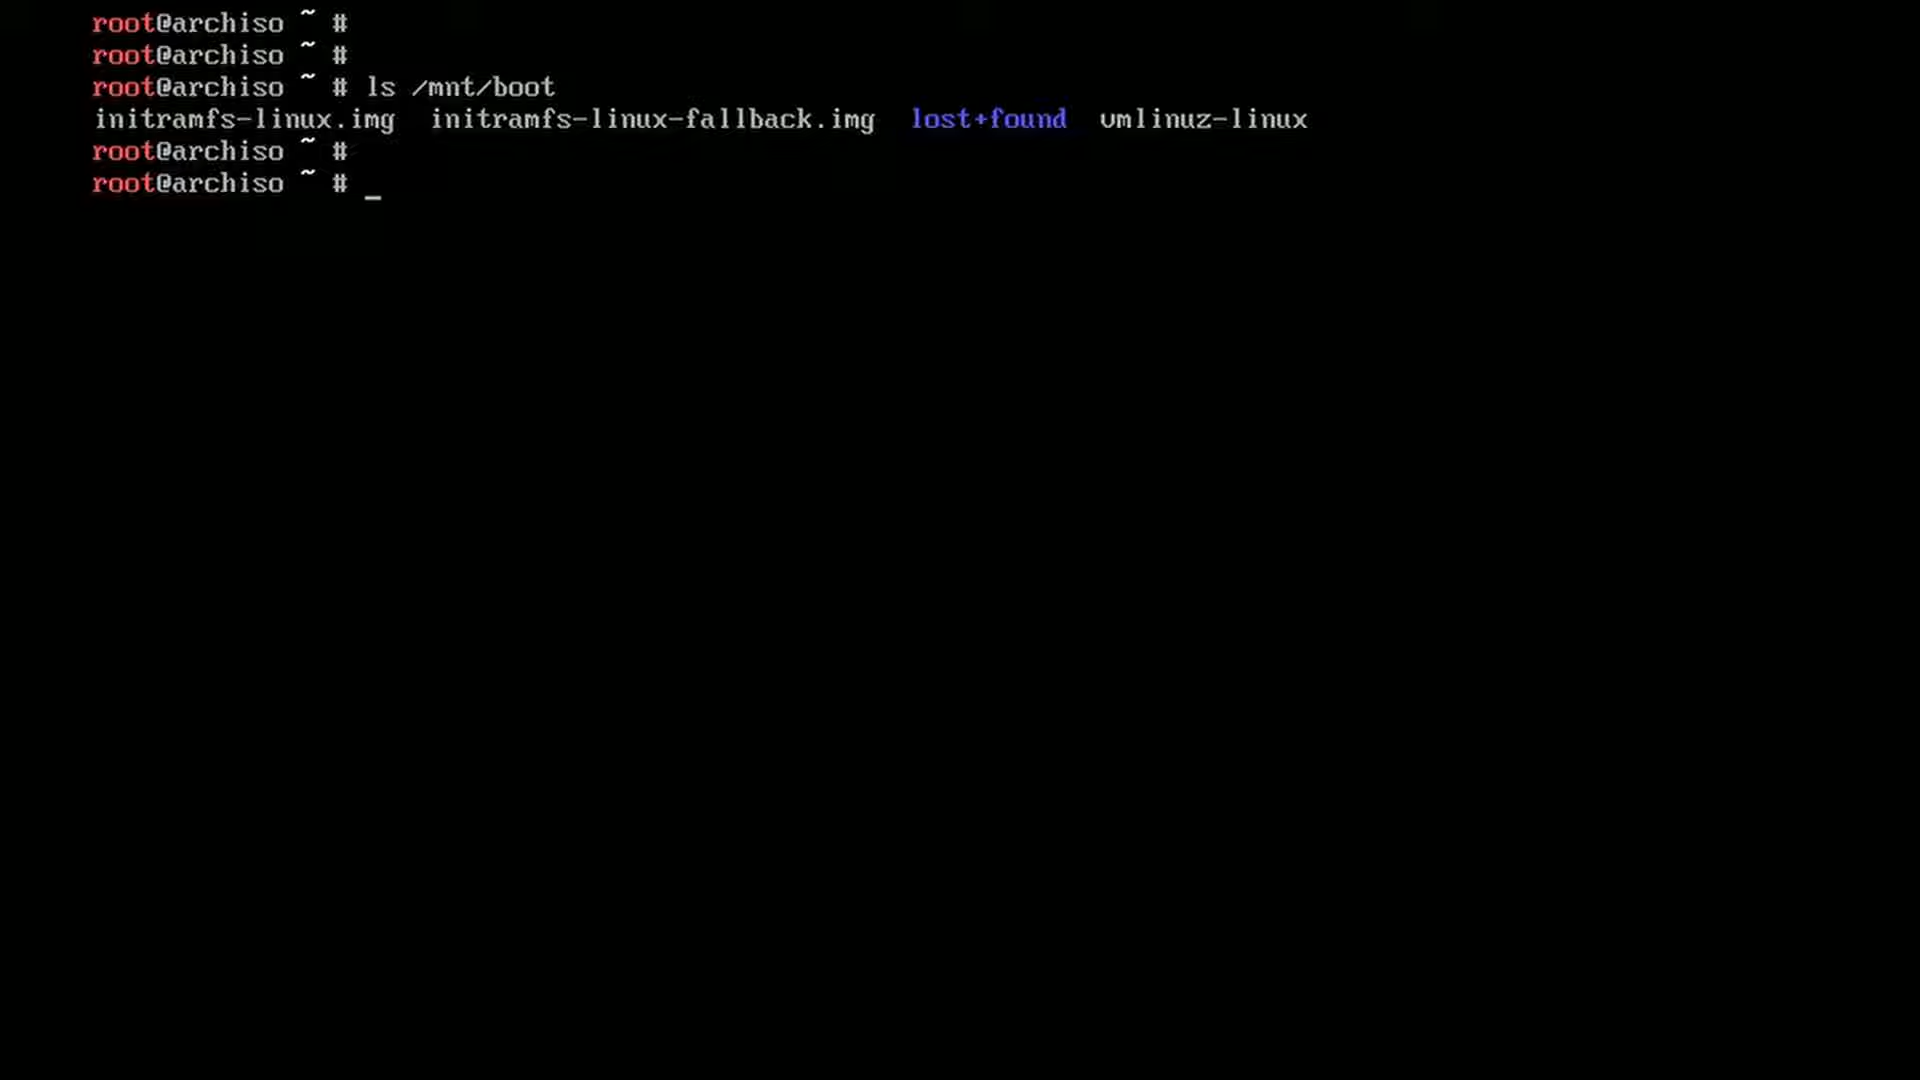 root@archiso ~ #
root@archiso ~ #
root@archiso ~ # ls /mnt/boot
initramfs-linux.img  initramfs-linux-fallback.img  lost+found  vmlinuz-linux
root@archiso ~ #
root@archiso ~ # _